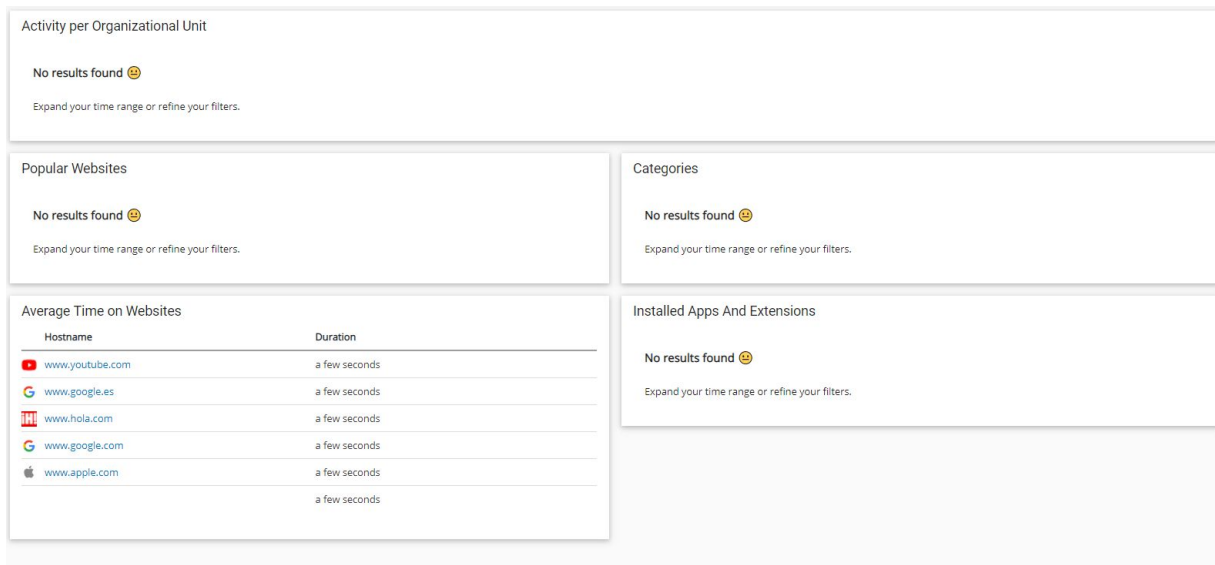 Activity per Organizational Unit
No results found 😐
Expand your time range or refine your filters.
Popular Websites
No results found 😐
Expand your time range or refine your filters.
Categories
No results found 😐
Expand your time range or refine your filters.
Average Time on Websites
Hostname Duration
www.youtube.com a few seconds
www.google.es a few seconds
www.hola.com a few seconds
www.google.com a few seconds
www.apple.com a few seconds
a few seconds
Installed Apps And Extensions
No results found 😐
Expand your time range or refine your filters.